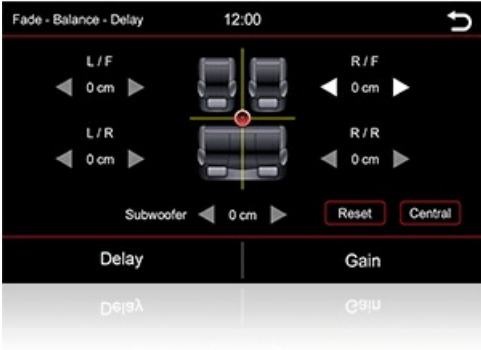 Fade - Balance - Delay 12:00
L / F R / F
0 cm 0 cm
L / R R / R
0 cm 0 cm
Subwoofer 0 cm Reset Central
Delay Gain